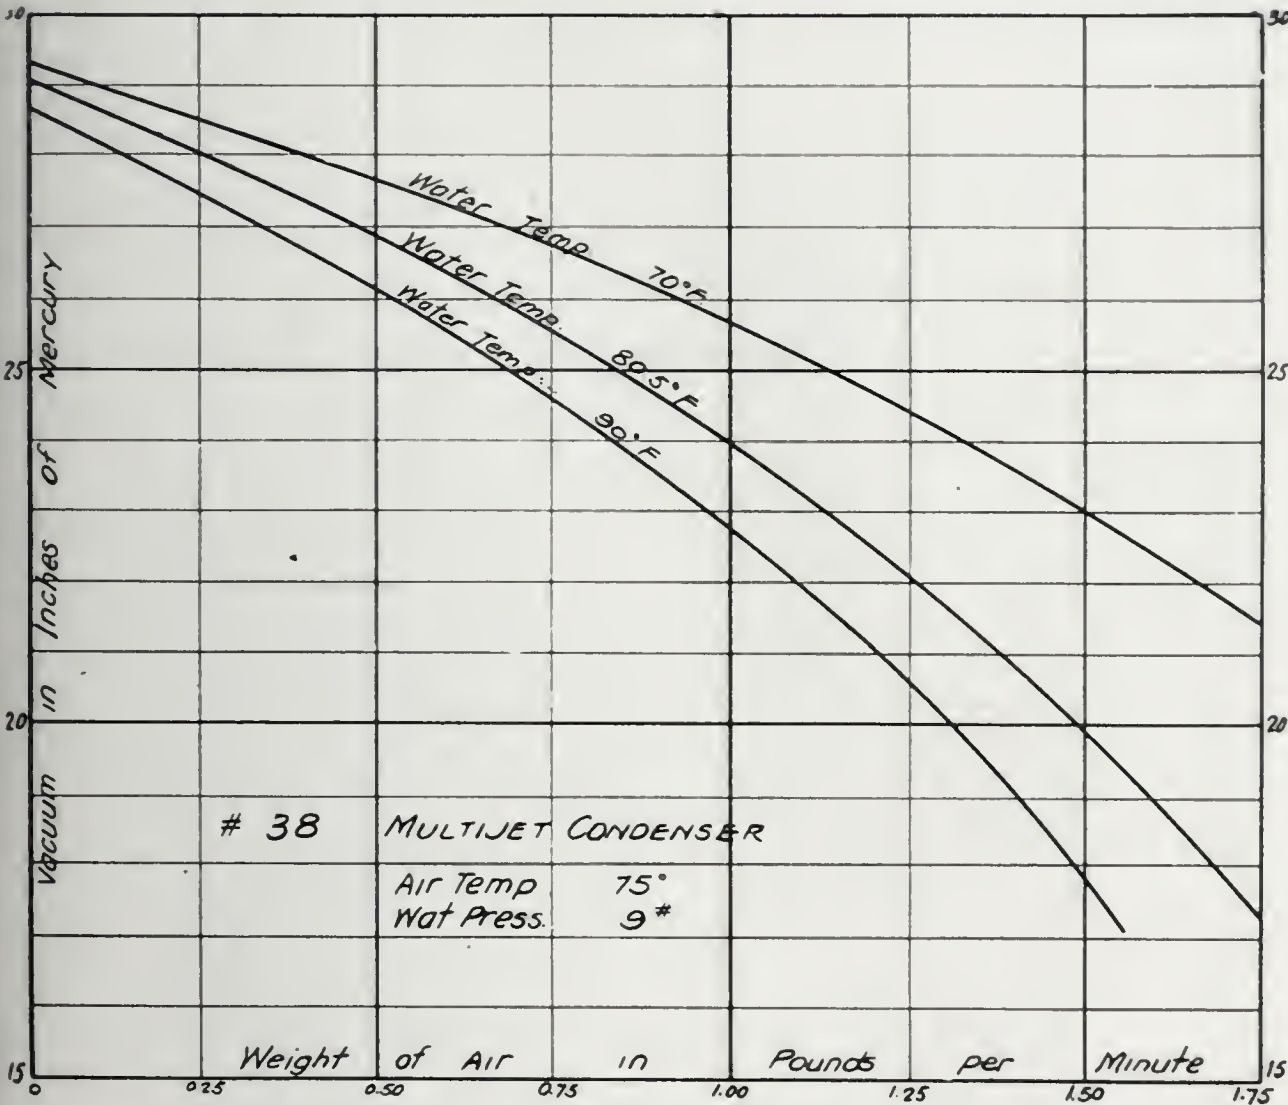 30 30
Water Temp 70°F.
Water Temp. 80.5°F
Water Temp. 90°F
25 25
Vacuum in Inches of Mercury
20 20
# 38 MULTIJET CONDENSER
Air Temp 75°
Wat Press. 9#
Weight of Air in Pounds per Minute
15 15
0 0.25 0.50 0.75 1.00 1.25 1.50 1.75